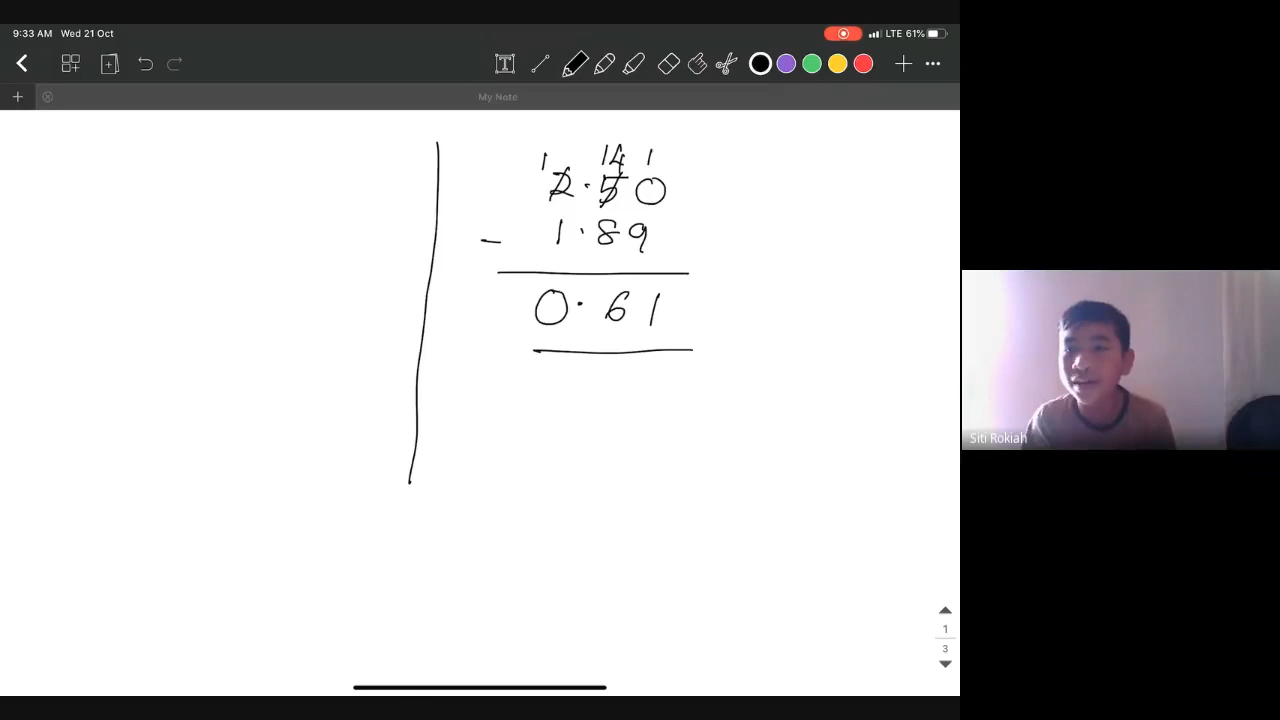 9:33 AM Wed 21 Oct
LTE 61%
My Note
1 14 1
2.50
- 1.89
0.61
Siti Rokiah
1
3